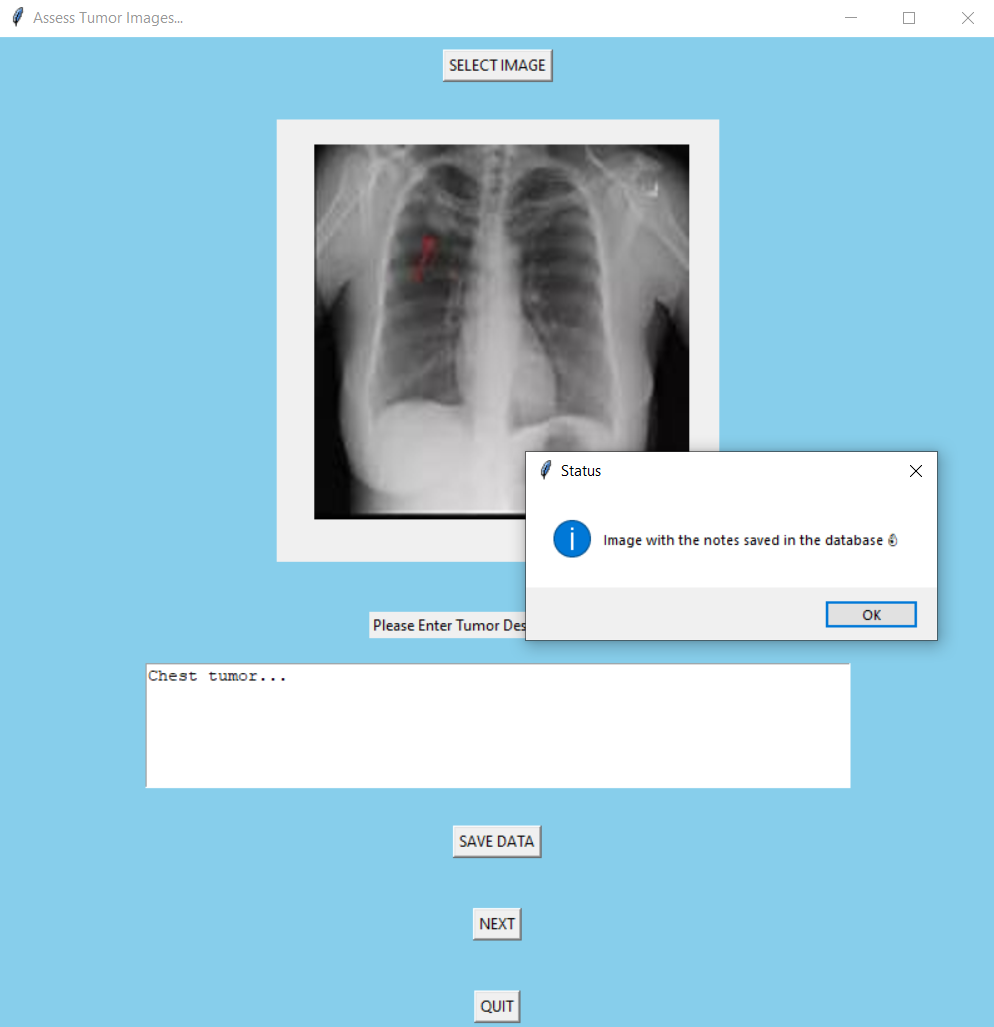 Assess Tumor Images...
SELECT IMAGE
Status
Image with the notes saved in the database
OK
Please Enter Tumor Des
Chest tumor...
SAVE DATA
NEXT
QUIT